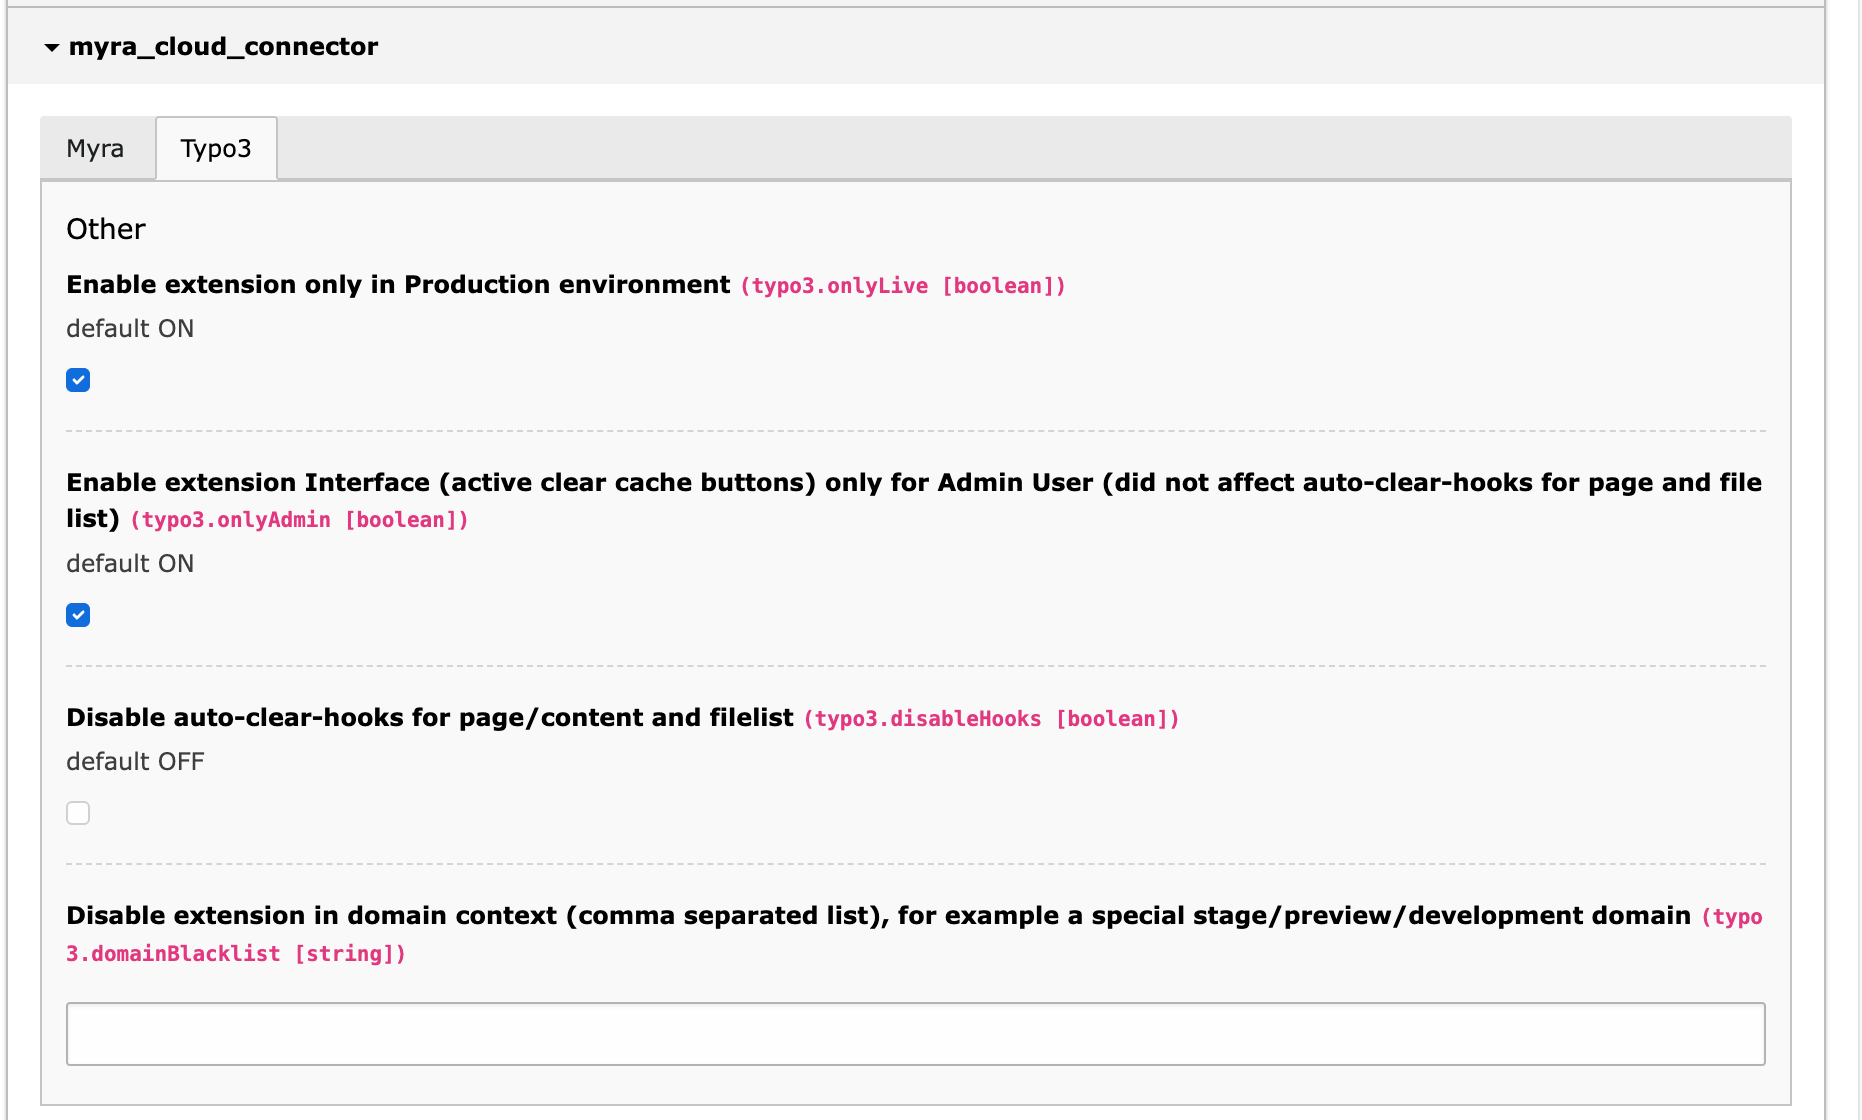 myra_cloud_connector
Myra
Typo3
Other
Enable extension only in Production environment (typo3.onlyLive [boolean])
default ON
Enable extension Interface (active clear cache buttons) only for Admin User (did not affect auto-clear-hooks for page and file
list) (typo3.onlyAdmin [boolean])
default ON
Disable auto-clear-hooks for page/content and filelist (typo3.disableHooks [boolean])
default OFF
Disable extension in domain context (comma separated list), for example a special stage/preview/development domain (typo
3.domainBlacklist [string])